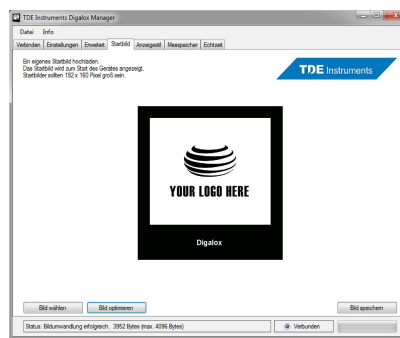 TDE Instruments Digalox Manager
Datei Info
Verbinden Einstellungen Erweitert Startbild Anzeigestil Messspeicher Echtzeit
Ein eigenes Startbild hochladen.
Das Startbild wird zum Start des Gerätes angezeigt.
Startbilder sollten 192 x 160 Pixel groß sein.
TDE Instruments
YOUR LOGO HERE
Digalox
Bild wählen Bild optimieren Bild speichern
Status: Bildumwandlung erfolgreich. 3952 Bytes (max. 4096 Bytes) Verbunden